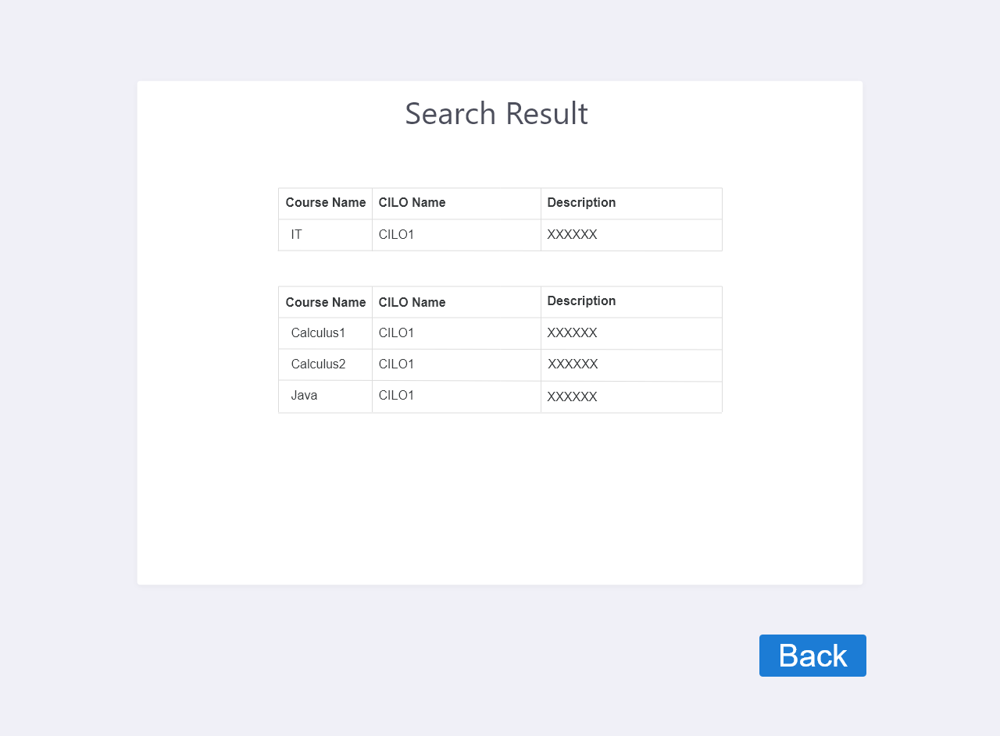 Search Result
Course Name CILO Name Description
IT CILO1 XXXXXX
Course Name CILO Name Description
Calculus1 CILO1 XXXXXX
Calculus2 CILO1 XXXXXX
Java CILO1 XXXXXX
Back